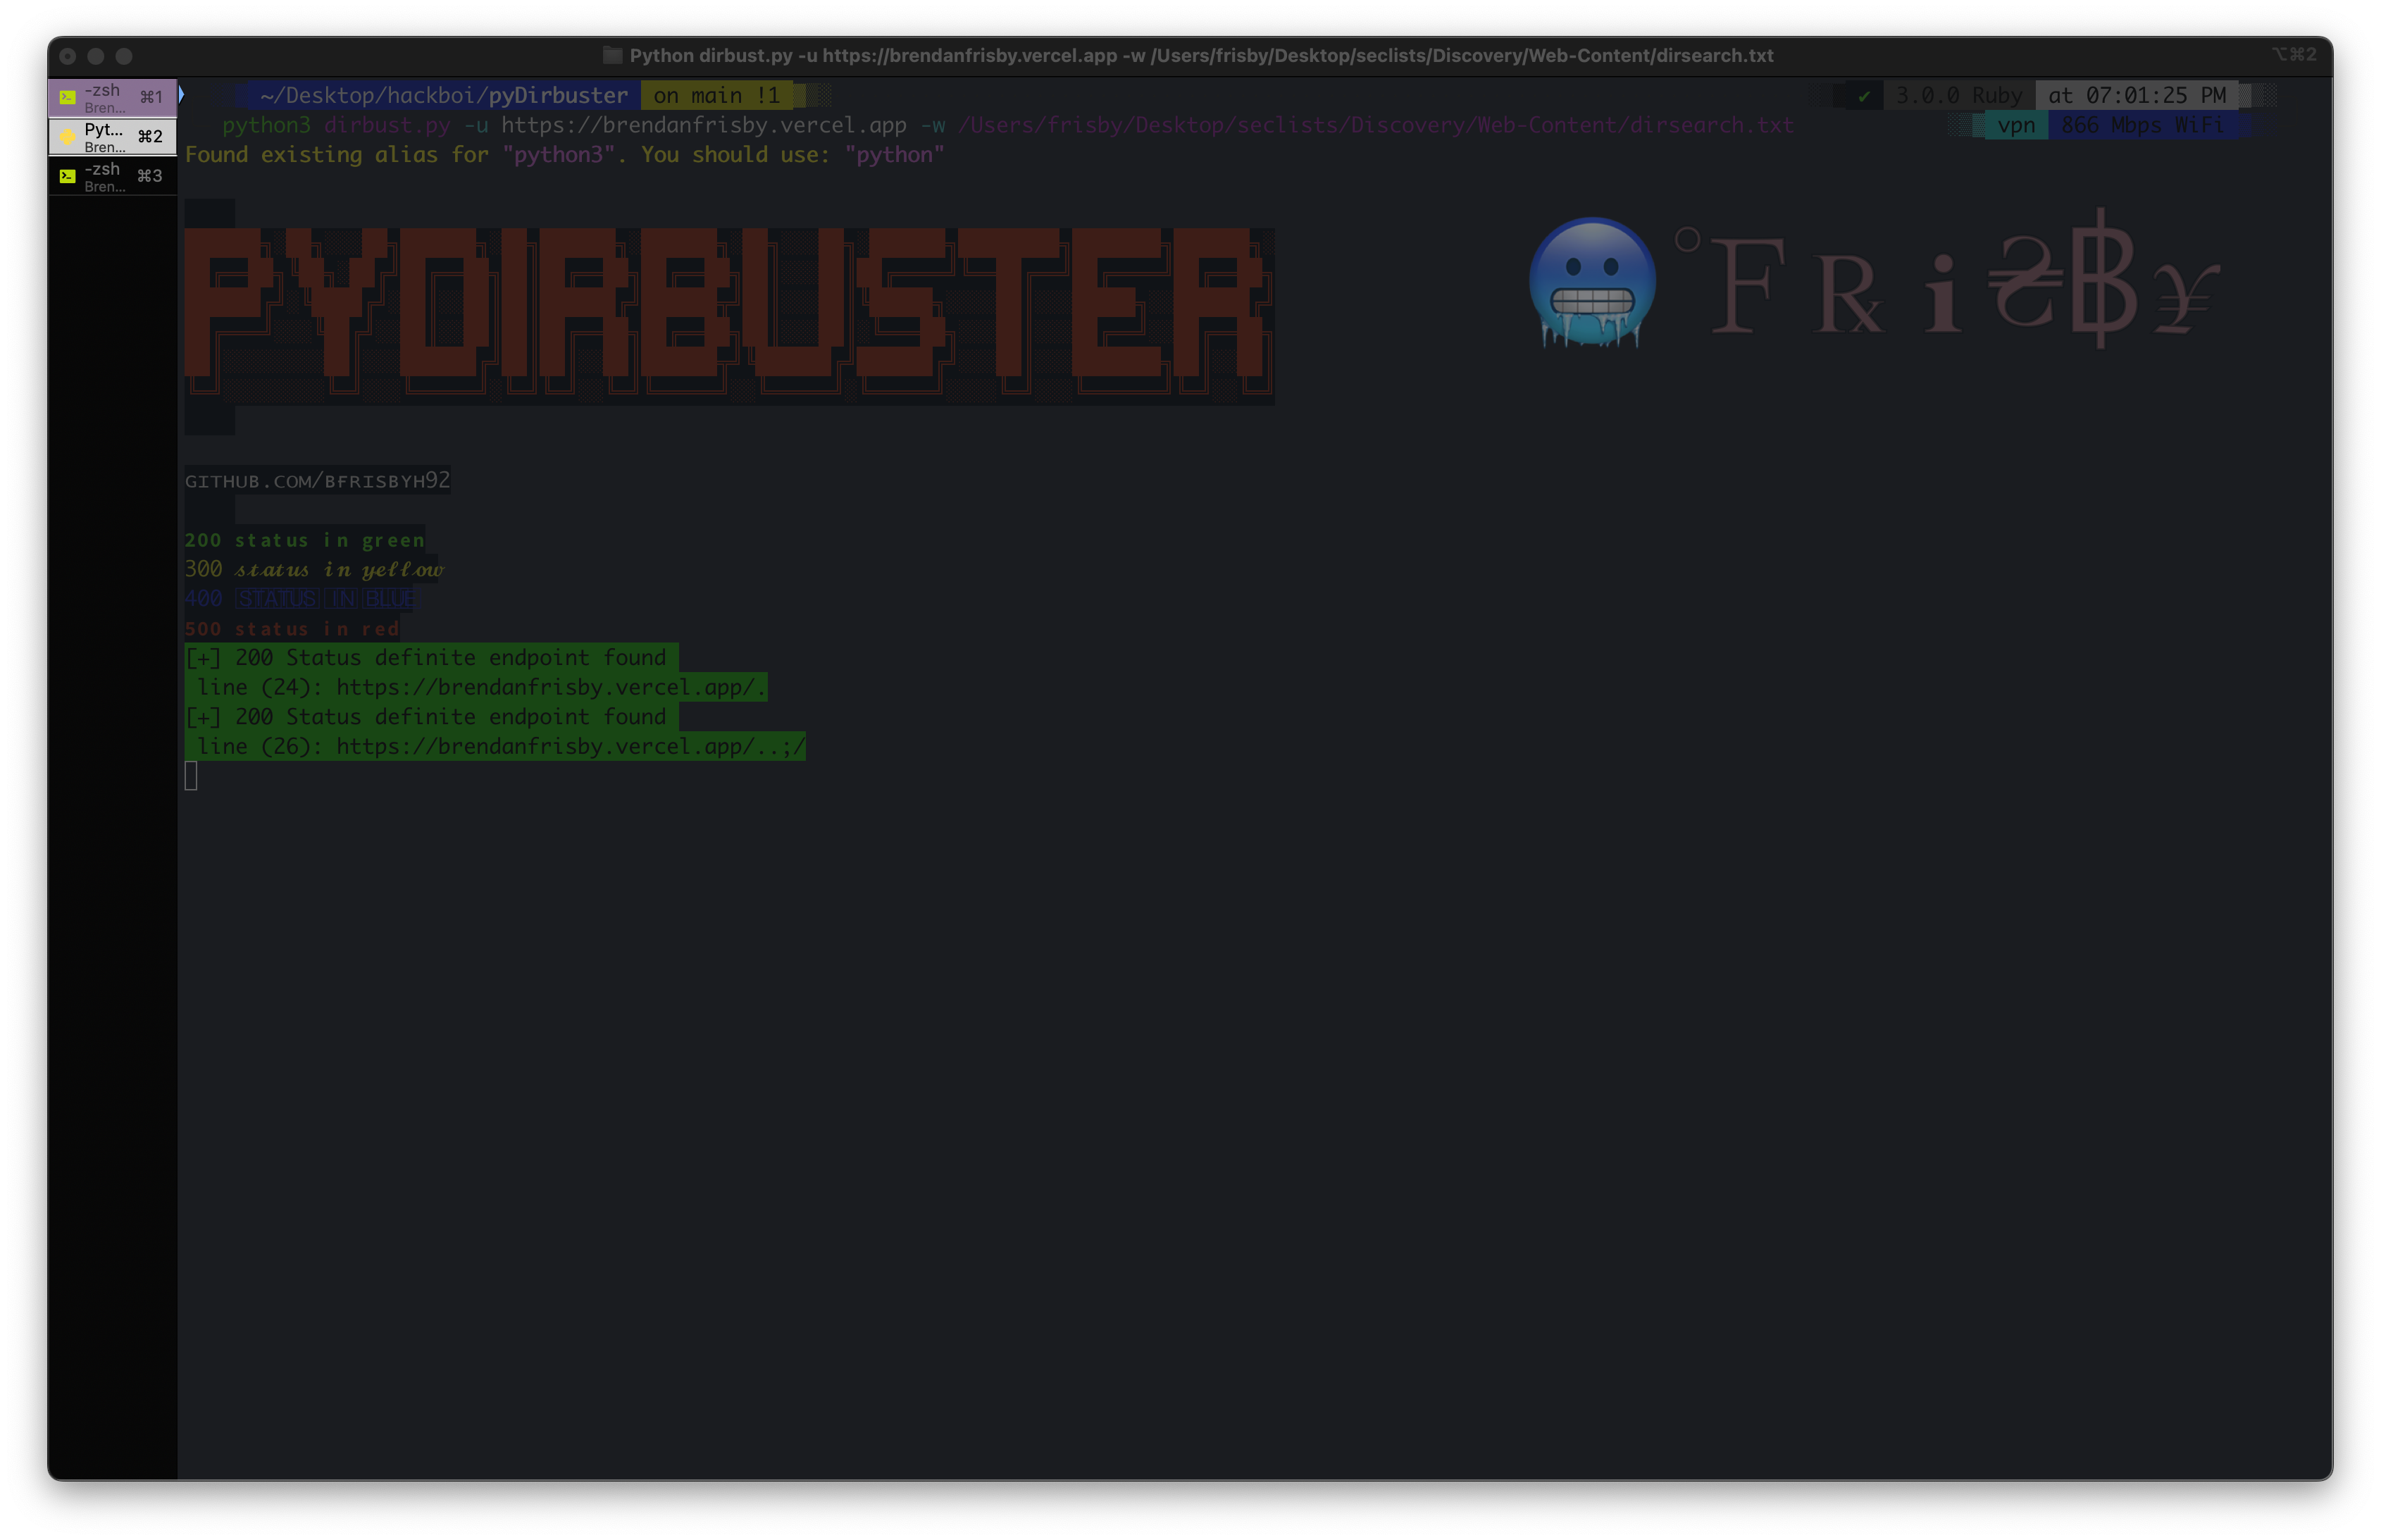 Python dirbust.py -u https://brendanfrisby.vercel.app -w /Users/frisby/Desktop/seclists/Discovery/Web-Content/dirsearch.txt ⌥⌘2
-zsh ⌘1
Bren...
Pyt... ⌘2
Bren...
-zsh ⌘3
Bren...
~/Desktop/hackboi/pyDirbuster on main !1 ✔ 3.0.0 Ruby at 07:01:25 PM
python3 dirbust.py -u https://brendanfrisby.vercel.app -w /Users/frisby/Desktop/seclists/Discovery/Web-Content/dirsearch.txt vpn 866 Mbps WiFi
Found existing alias for "python3". You should use: "python"
PYDIRBUSTER
🥶℉℞ℹ₴฿¥
ɢɪᴛʜᴜʙ.ᴄᴏᴍ/ʙꜰʀɪsʙʏʜ92
200 status in green
300 𝓼𝓽𝓪𝓽𝓾𝓼 𝓲𝓷 𝔂𝓮𝓵𝓵𝓸𝔀
400 🅂🅃🄰🅃🅄🅂 🄸🄽 🄱🄻🅄🄴
500 status in red
[+] 200 Status definite endpoint found
line (24): https://brendanfrisby.vercel.app/.
[+] 200 Status definite endpoint found
line (26): https://brendanfrisby.vercel.app/..;/